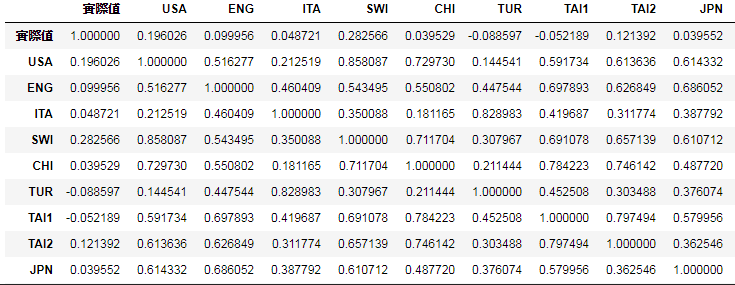 實際值 USA ENG ITA SWI CHI TUR TAI1 TAI2 JPN
實際值 1.000000 0.196026 0.099956 0.048721 0.282566 0.039529 -0.088597 -0.052189 0.121392 0.039552
USA 0.196026 1.000000 0.516277 0.212519 0.858087 0.729730 0.144541 0.591734 0.613636 0.614332
ENG 0.099956 0.516277 1.000000 0.460409 0.543495 0.550802 0.447544 0.697893 0.626849 0.686052
ITA 0.048721 0.212519 0.460409 1.000000 0.350088 0.181165 0.828983 0.419687 0.311774 0.387792
SWI 0.282566 0.858087 0.543495 0.350088 1.000000 0.711704 0.307967 0.691078 0.657139 0.610712
CHI 0.039529 0.729730 0.550802 0.181165 0.711704 1.000000 0.211444 0.784223 0.746142 0.487720
TUR -0.088597 0.144541 0.447544 0.828983 0.307967 0.211444 1.000000 0.452508 0.303488 0.376074
TAI1 -0.052189 0.591734 0.697893 0.419687 0.691078 0.784223 0.452508 1.000000 0.797494 0.579956
TAI2 0.121392 0.613636 0.626849 0.311774 0.657139 0.746142 0.303488 0.797494 1.000000 0.362546
JPN 0.039552 0.614332 0.686052 0.387792 0.610712 0.487720 0.376074 0.579956 0.362546 1.000000